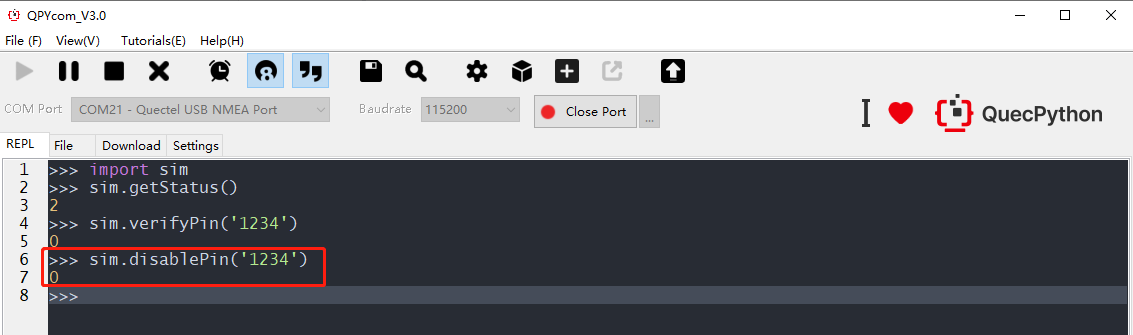 QPYcom_V3.0
File (F) View(V) Tutorials(E) Help(H)
COM Port COM21 - Quectel USB NMEA Port Baudrate 115200 Close Port ... I QuecPython
REPL File Download Settings
1 >>> import sim
2 >>> sim.getStatus()
3 2
4 >>> sim.verifyPin('1234')
5 0
6 >>> sim.disablePin('1234')
7 0
8 >>>